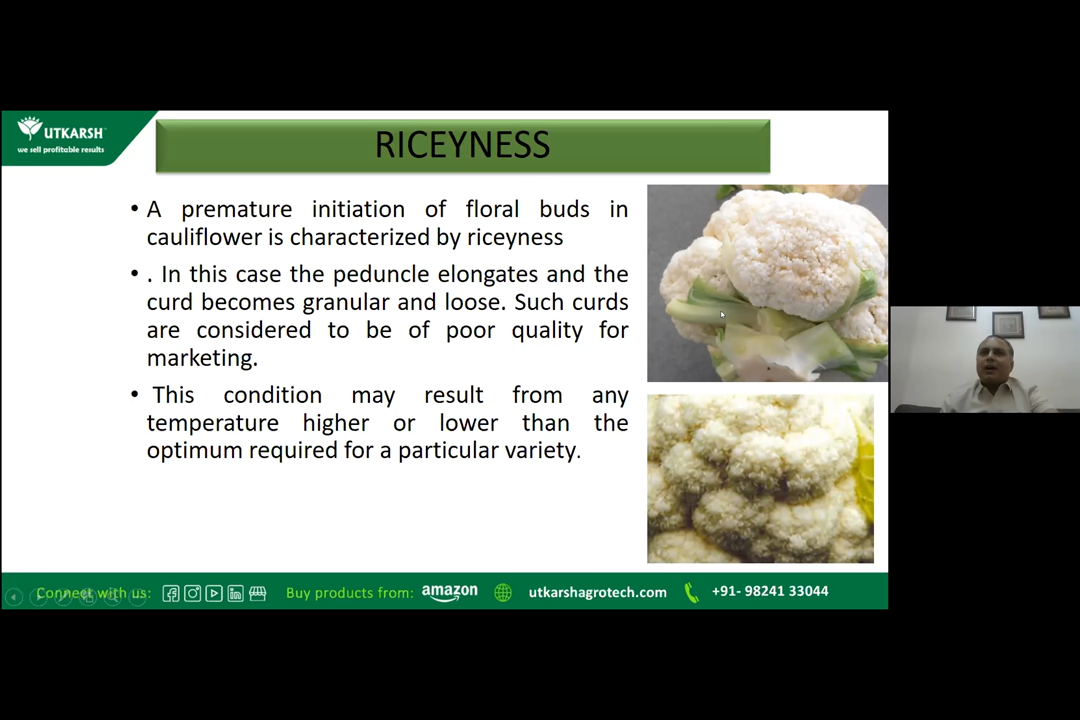 UTKARSH
we sell profitable results
RICEYNESS
• A premature initiation of floral buds in
cauliflower is characterized by riceyness
• . In this case the peduncle elongates and the
curd becomes granular and loose. Such curds
are considered to be of poor quality for
marketing.
• This condition may result from any
temperature higher or lower than the
optimum required for a particular variety.
Connect with us: Buy products from: amazon utkarshagrotech.com +91- 98241 33044